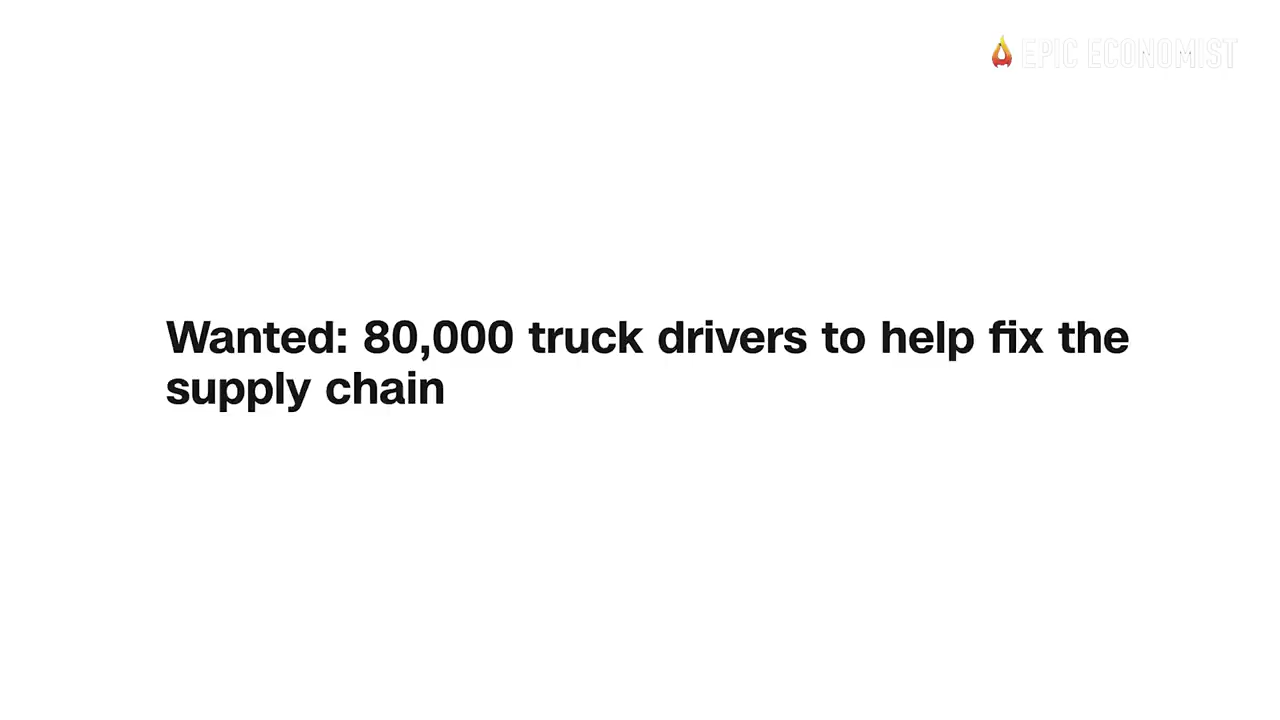 EPIC ECONOMIST
Wanted: 80,000 truck drivers to help fix the
supply chain